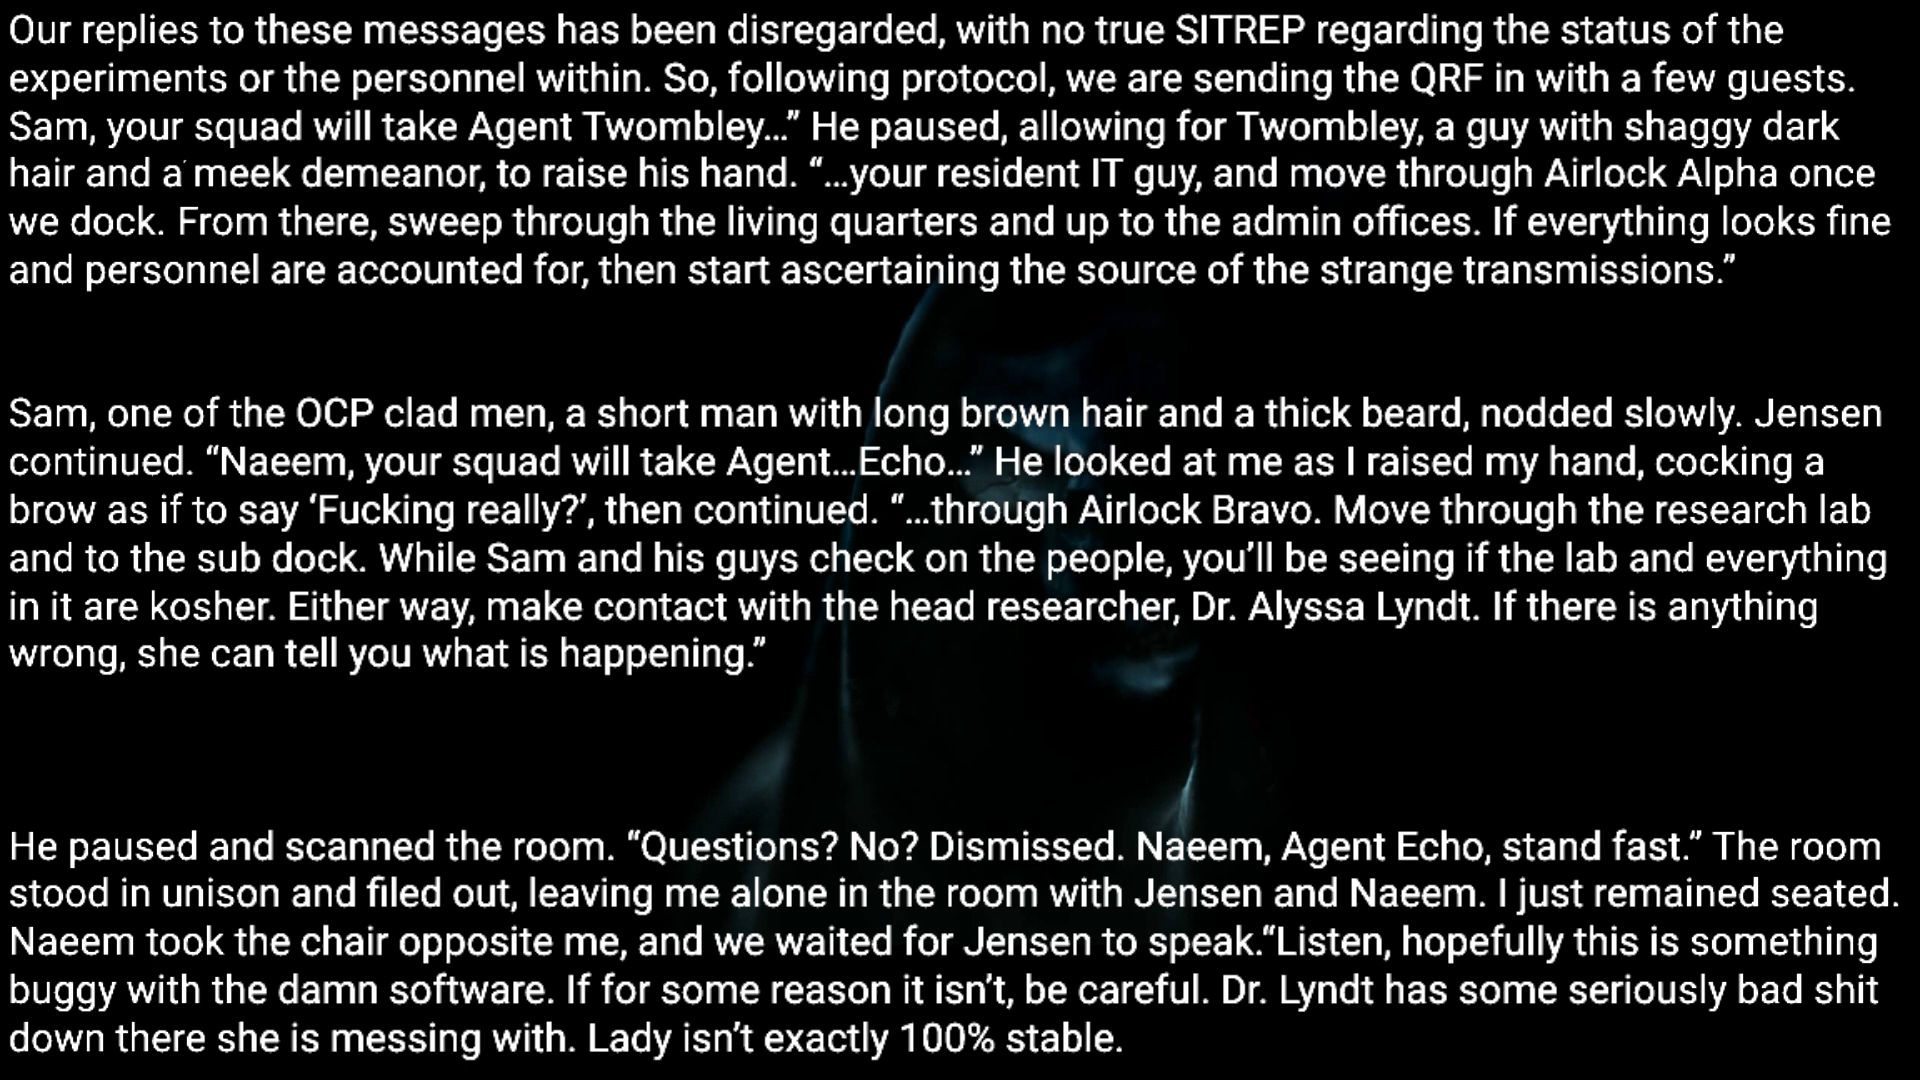 Our replies to these messages has been disregarded, with no true SITREP regarding the status of the
experiments or the personnel within. So, following protocol, we are sending the QRF in with a few guests.
Sam, your squad will take Agent Twombley…” He paused, allowing for Twombley, a guy with shaggy dark
hair and a meek demeanor, to raise his hand. “…your resident IT guy, and move through Airlock Alpha once
we dock. From there, sweep through the living quarters and up to the admin offices. If everything looks fine
and personnel are accounted for, then start ascertaining the source of the strange transmissions.”
Sam, one of the OCP clad men, a short man with long brown hair and a thick beard, nodded slowly. Jensen
continued. “Naeem, your squad will take Agent…Echo…” He looked at me as I raised my hand, cocking a
brow as if to say ‘Fucking really?’, then continued. “…through Airlock Bravo. Move through the research lab
and to the sub dock. While Sam and his guys check on the people, you’ll be seeing if the lab and everything
in it are kosher. Either way, make contact with the head researcher, Dr. Alyssa Lyndt. If there is anything
wrong, she can tell you what is happening.”
He paused and scanned the room. “Questions? No? Dismissed. Naeem, Agent Echo, stand fast.” The room
stood in unison and filed out, leaving me alone in the room with Jensen and Naeem. I just remained seated.
Naeem took the chair opposite me, and we waited for Jensen to speak.“Listen, hopefully this is something
buggy with the damn software. If for some reason it isn’t, be careful. Dr. Lyndt has some seriously bad shit
down there she is messing with. Lady isn’t exactly 100% stable.